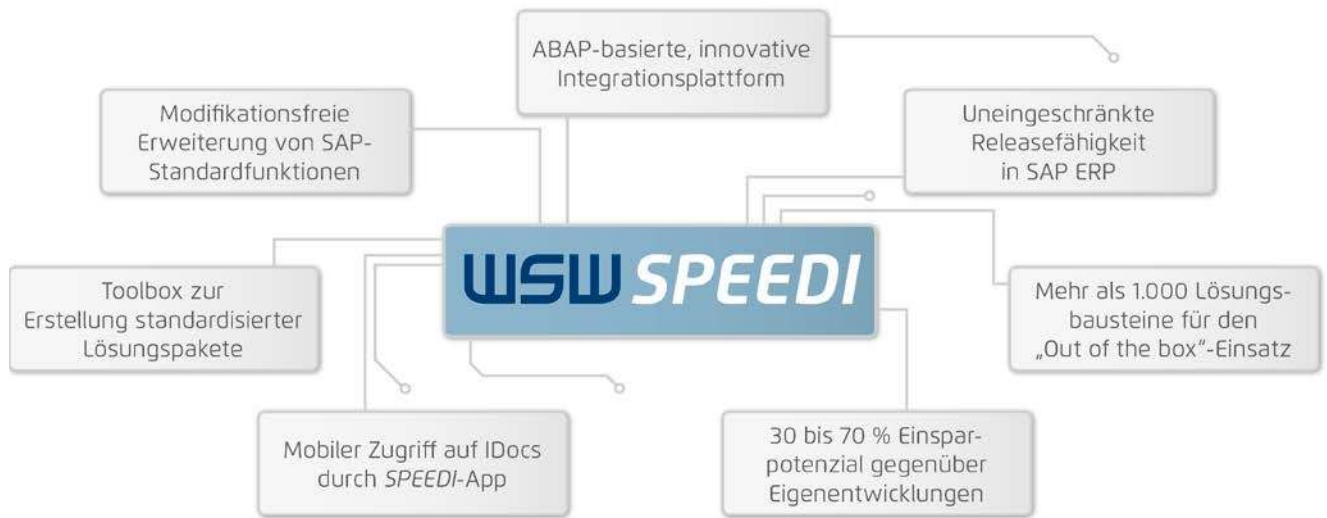 ABAP-basierte, innovative
Integrationsplattform
Modifikationsfreie
Erweiterung von SAP-
Standardfunktionen
Uneingeschränkte
Releasefähigkeit
in SAP ERP
WSW SPEEDI
Toolbox zur
Erstellung standardisierter
Lösungspakete
Mehr als 1.000 Lösungs-
bausteine für den
„Out of the box“-Einsatz
Mobiler Zugriff auf IDocs
durch SPEEDI-App
30 bis 70 % Einspar-
potenzial gegenüber
Eigenentwicklungen